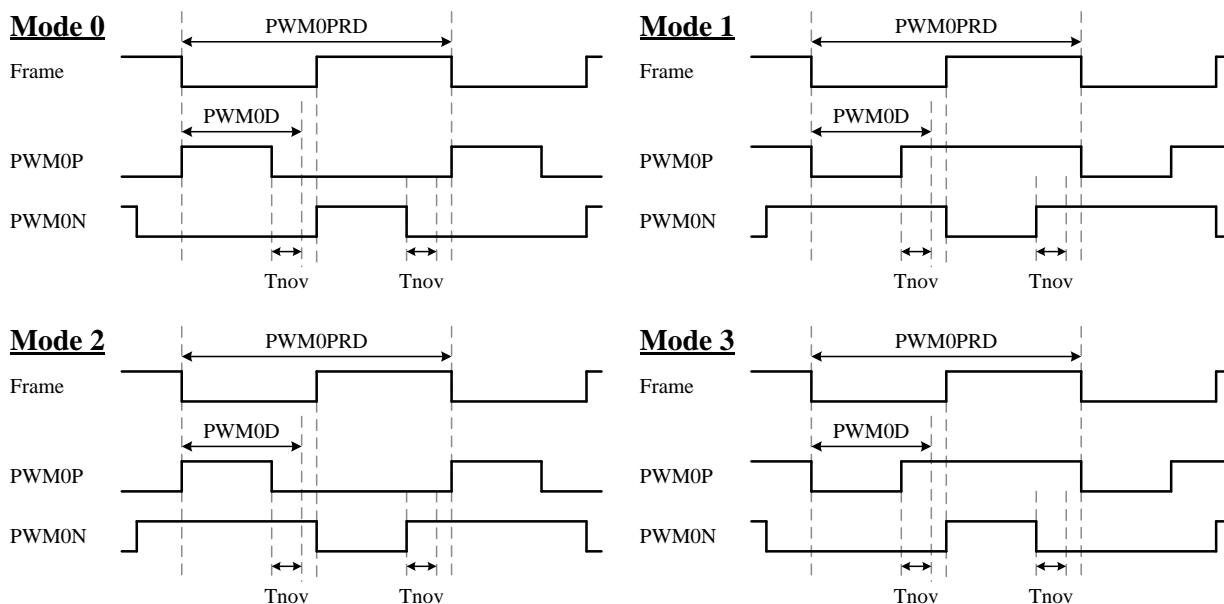 Mode 0
PWM0PRD
Frame
PWM0D
PWM0P
PWM0N
Tnov Tnov
Mode 1
PWM0PRD
Frame
PWM0D
PWM0P
PWM0N
Tnov Tnov
Mode 2
PWM0PRD
Frame
PWM0D
PWM0P
PWM0N
Tnov Tnov
Mode 3
PWM0PRD
Frame
PWM0D
PWM0P
PWM0N
Tnov Tnov